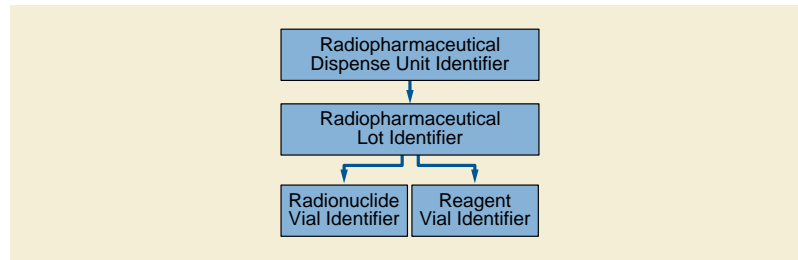 Radiopharmaceutical
Dispense Unit Identifier
Radiopharmaceutical
Lot Identifier
Radionuclide
Vial Identifier
Reagent
Vial Identifier